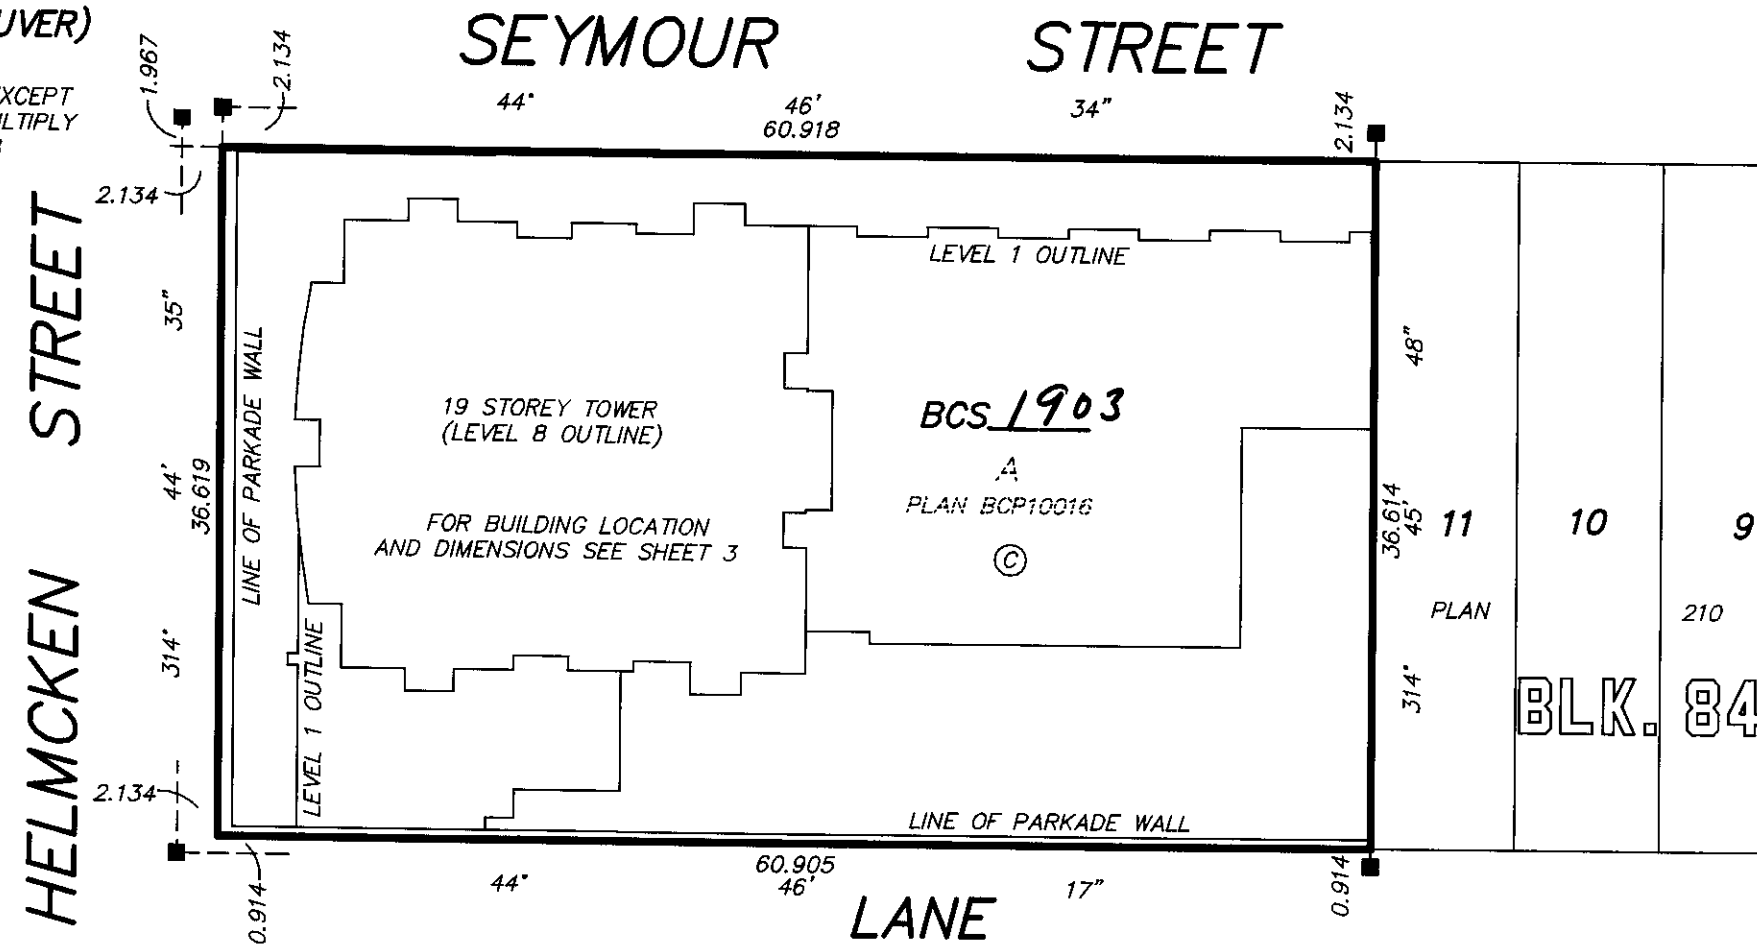 UVER)
SEYMOUR STREET
1.967
2.134
XCEPT
LTIPLY
44° 46' 34"
60.918
2.134
2.134
HELMCKEN STREET
35"
44'
36.619
314°
LINE OF PARKADE WALL
LEVEL 1 OUTLINE
19 STOREY TOWER
(LEVEL 8 OUTLINE)
BCS 1903
A
PLAN BCP10016
C
FOR BUILDING LOCATION
AND DIMENSIONS SEE SHEET 3
48"
36.614
45'
314°
11 10 9
PLAN 210
BLK. 84
LEVEL 1 OUTLINE
2.134
LINE OF PARKADE WALL
60.905
44° 46' 17"
0.914
0.914
LANE